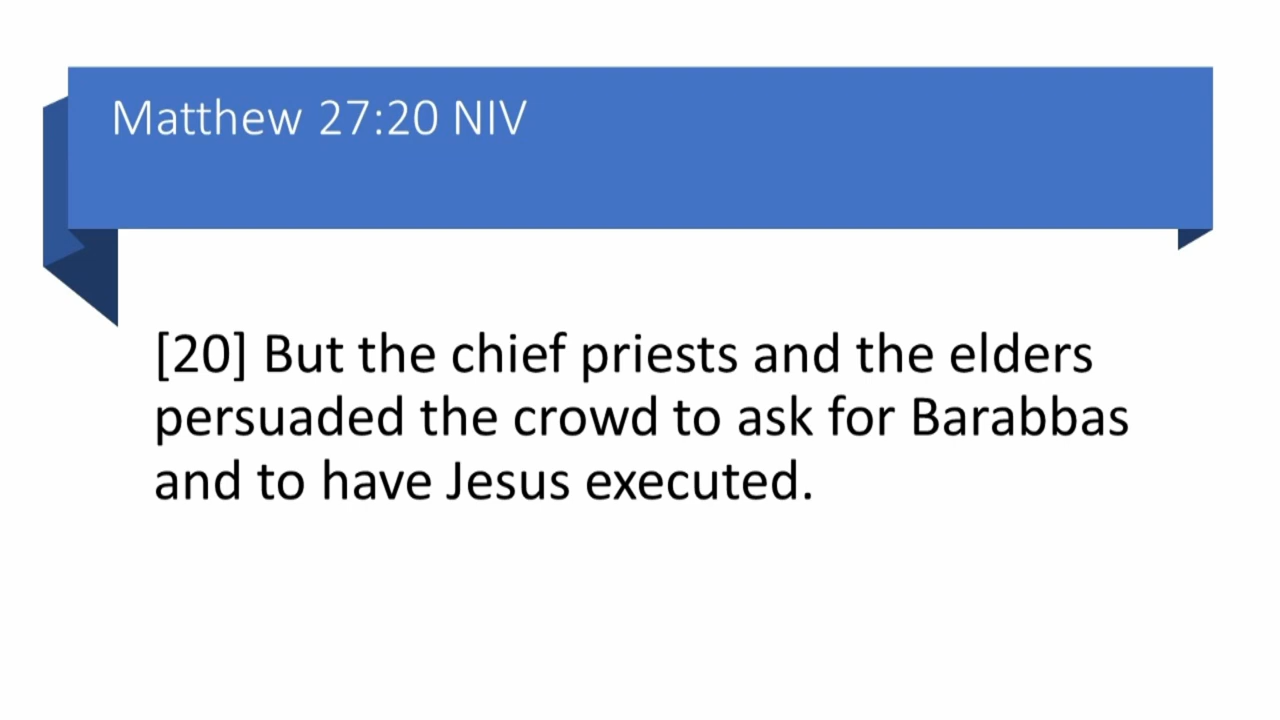 Matthew 27:20 NIV
[20] But the chief priests and the elders
persuaded the crowd to ask for Barabbas
and to have Jesus executed.